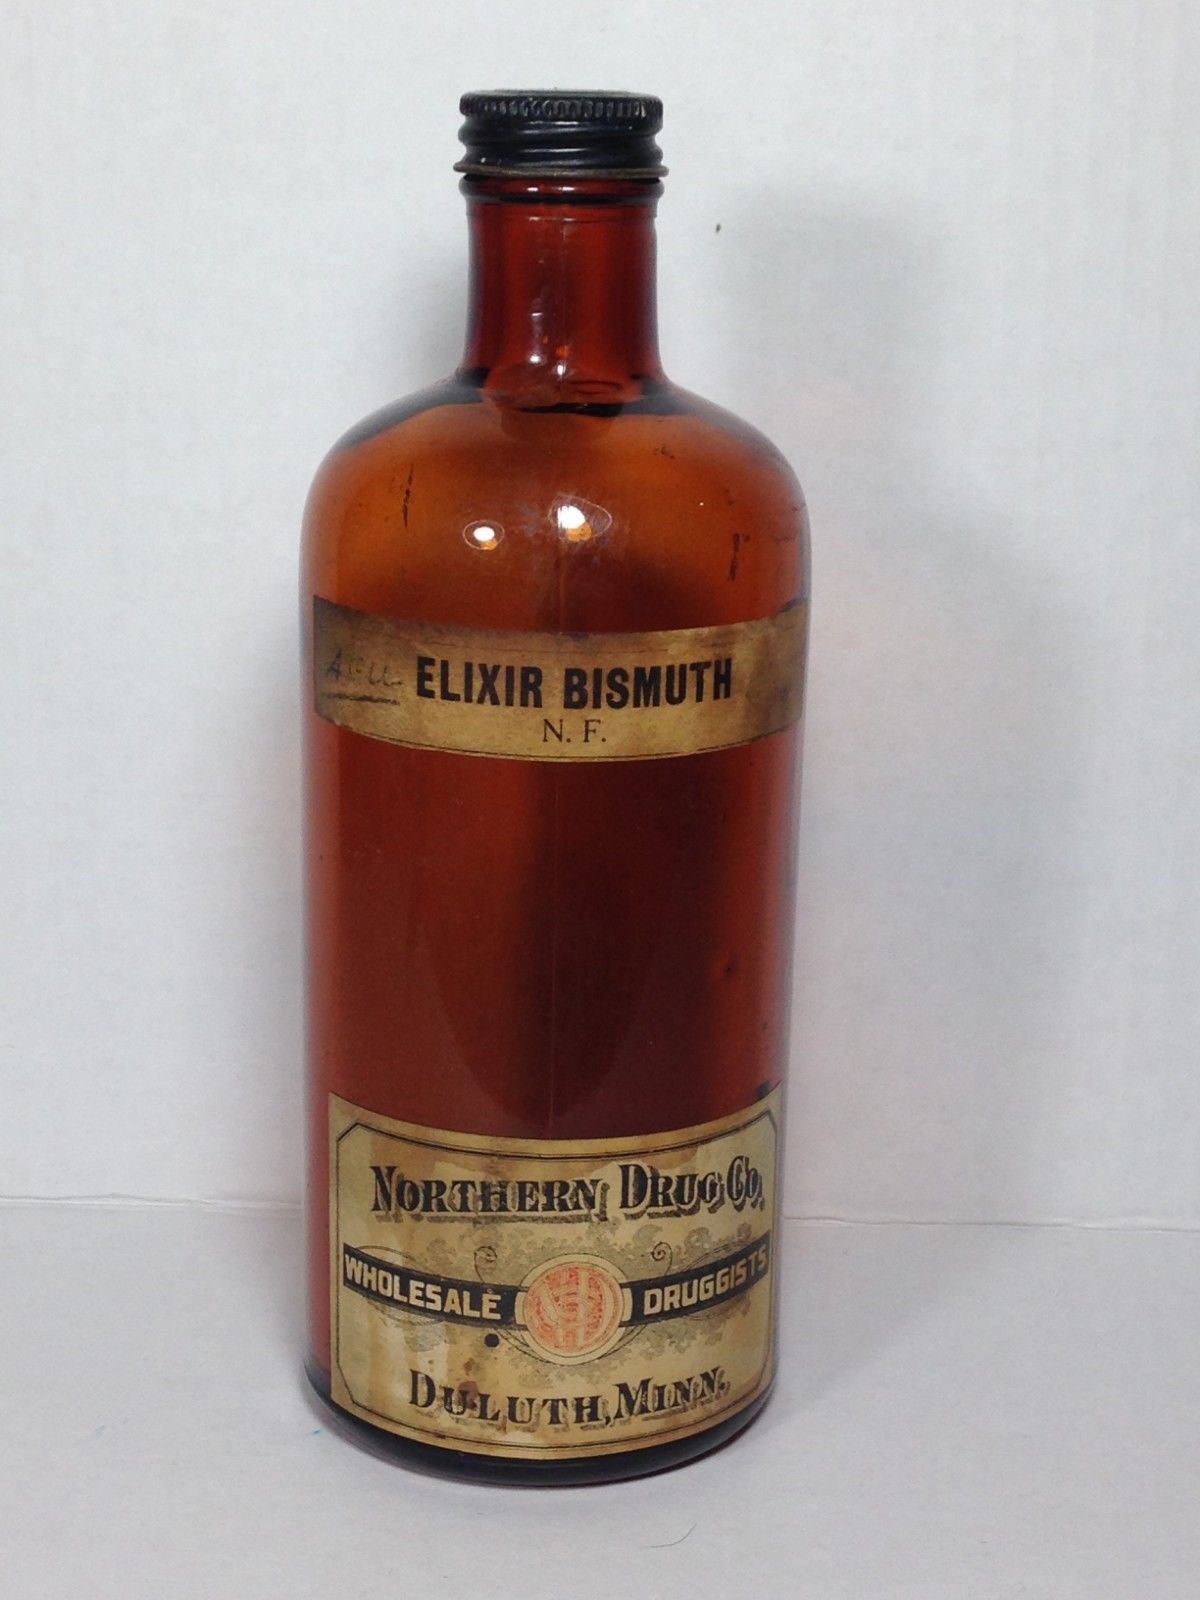 ELIXIR BISMUTH
N. F.
NORTHERN DRUG CO.
WHOLESALE DRUGGISTS
DULUTH, MINN.